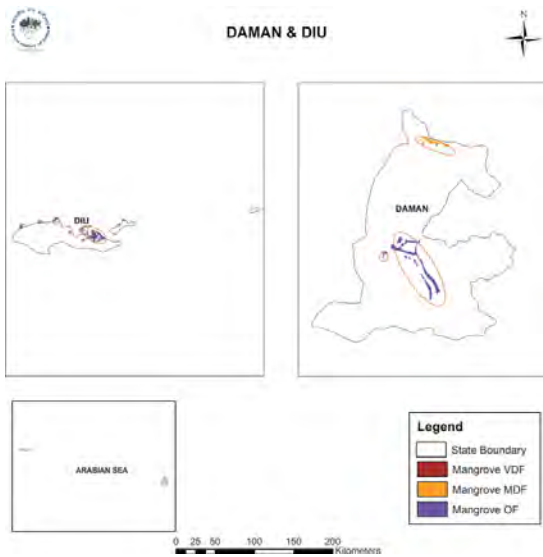 DAMAN & DIU
N
DIU
DAMAN
ARABIAN SEA
Legend
State Boundary
Mangrove VDF
Mangrove MDF
Mangrove OF
0 25 50 100 150 200
Kilometers